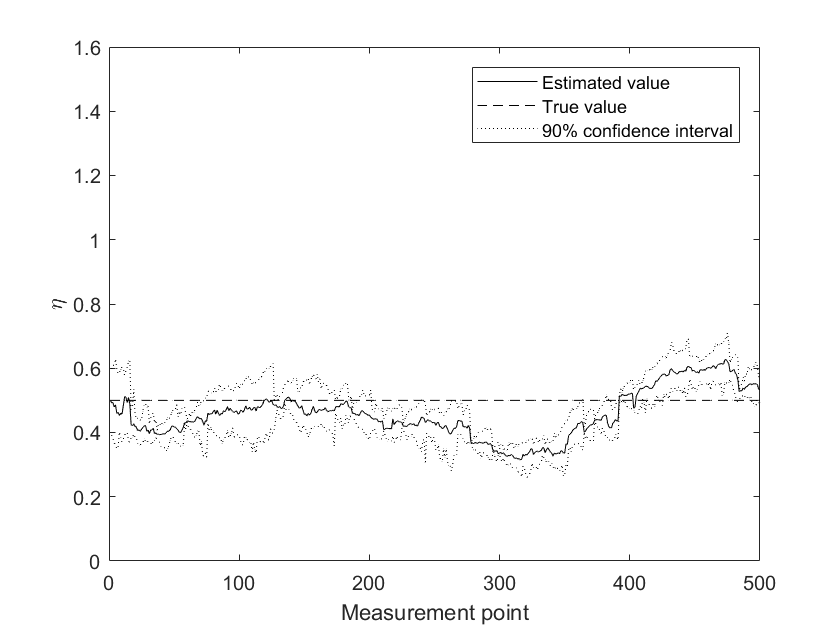 1.6
1.4
1.2
1
0.8
0.6
0.4
0.2
0
η
Estimated value
True value
90% confidence interval
0 100 200 300 400 500
Measurement point